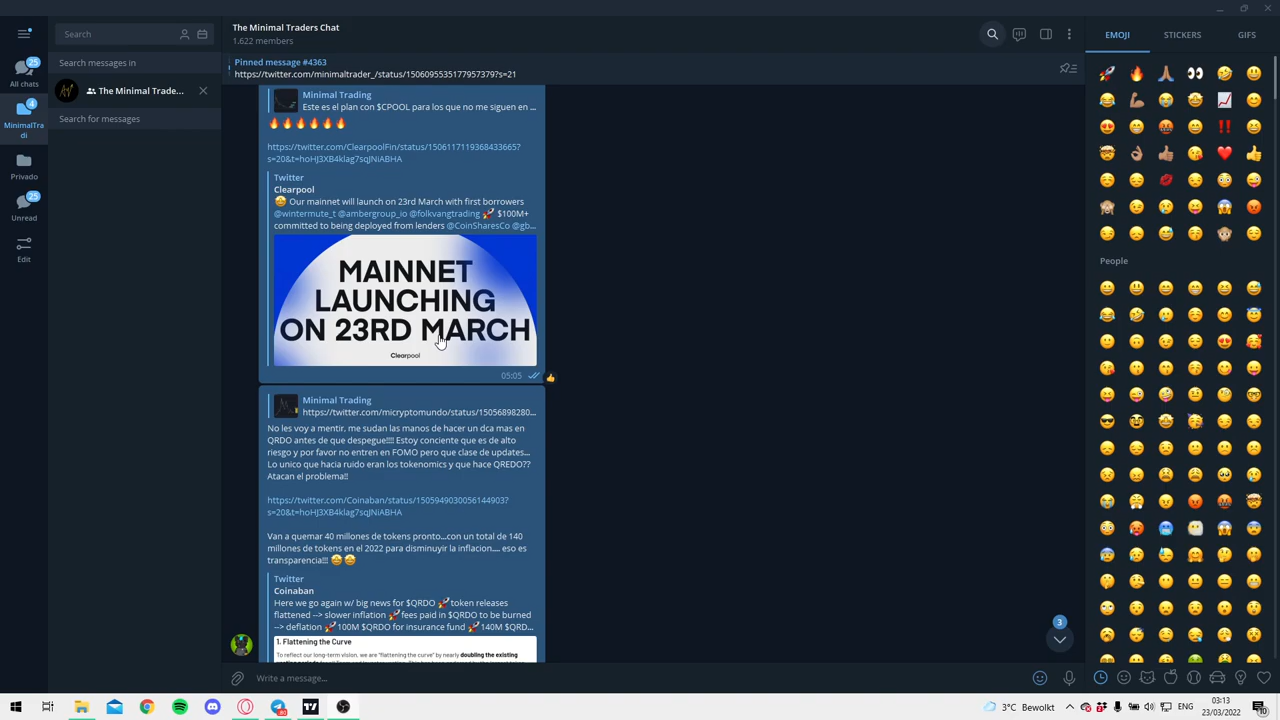 Search
Search messages in
The Minimal Trade...
Search for messages
25
All chats
4
MinimalTra
di
Privado
25
Unread
Edit
The Minimal Traders Chat
1.622 members
Pinned message #4363
https://twitter.com/minimaltrader_/status/1506095535177957379?s=21
Minimal Trading
Este es el plan con $CPOOL para los que no me siguen en ...
https://twitter.com/ClearpoolFin/status/1506117119368433665?
s=20&t=hoHJ3XB4klag7sqJNiABHA
Twitter
Clearpool
Our mainnet will launch on 23rd March with first borrowers
@wintermute_t @ambergroup_io @folkvangtrading 🚀 $100M+
committed to being deployed from lenders @CoinSharesCo @gb...
MAINNET
LAUNCHING
ON 23RD MARCH
Clearpool
05:05
Minimal Trading
https://twitter.com/micryptomundo/status/15056898280...
No les voy a mentir, me sudan las manos de hacer un dca mas en
QRDO antes de que despegue!!!! Estoy conciente que es de alto
riesgo y por favor no entren en FOMO pero que clase de updates...
Lo unico que hacia ruido eran los tokenomics y que hace QREDO??
Atacan el problema!!
https://twitter.com/Coinaban/status/1505949030056144903?
s=20&t=hoHJ3XB4klag7sqJNiABHA
Van a quemar 40 millones de tokens pronto...con un total de 140
millones de tokens en el 2022 para disminuyir la inflacion.... eso es
transparencia!!!
Twitter
Coinaban
Here we go again w/ big news for $QRDO 🚀 token releases
flattened --> slower inflation 🚀 fees paid in $QRDO to be burned
--> deflation 🚀 100M $QRDO for insurance fund 🚀 140M $QRD...
1. Flattening the Curve
To reflect our long-term vision, we are "flattening the curve" by nearly doubling the existing
3
Write a message...
EMOJI
STICKERS
GIFS
People
3°C Bewolkt
ENG
03:13
23/03/2022